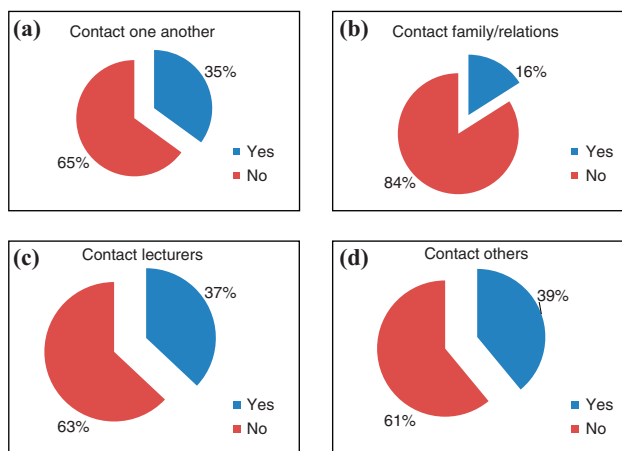 (a) Contact one another
35%
65%
Yes
No
(b) Contact family/relations
16%
84%
Yes
No
(c) Contact lecturers
37%
63%
Yes
No
(d) Contact others
39%
61%
Yes
No